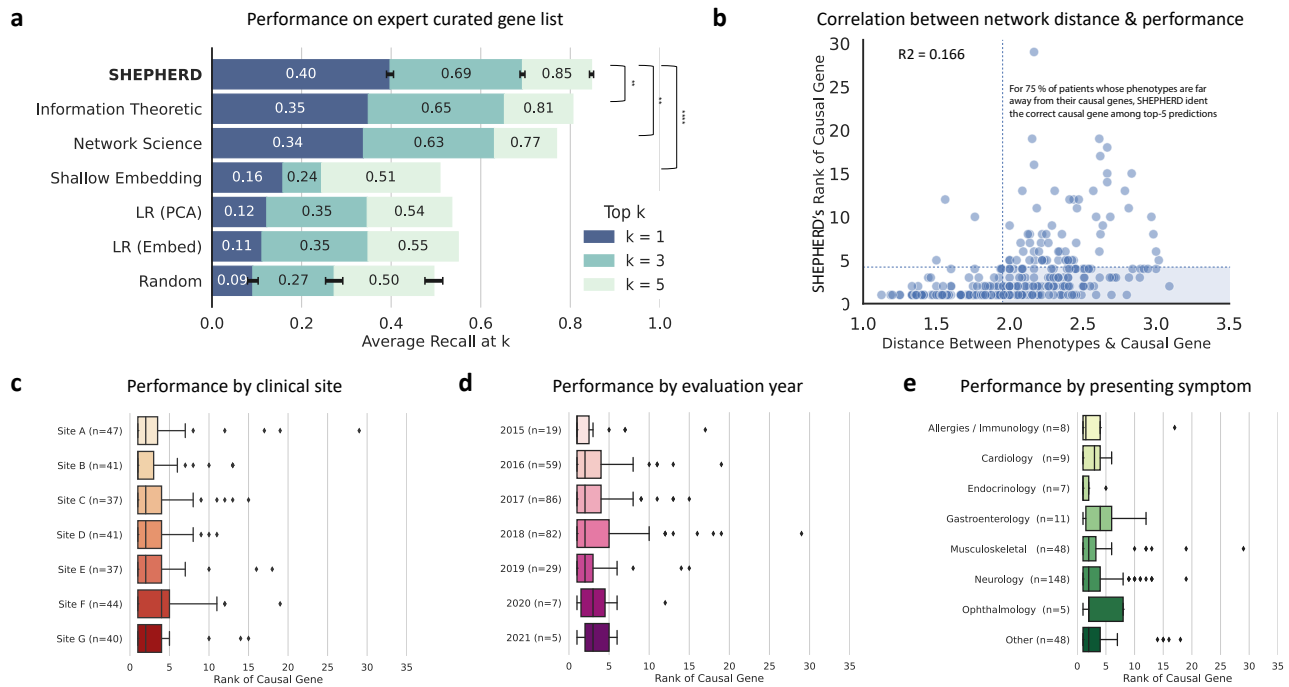 a
Performance on expert curated gene list
SHEPHERD
0.40
0.69
0.85
**
**
****
Information Theoretic
0.35
0.65
0.81
Network Science
0.34
0.63
0.77
Shallow Embedding
0.16
0.24
0.51
LR (PCA)
0.12
0.35
0.54
LR (Embed)
0.11
0.35
0.55
Random
0.09
0.27
0.50
Top k
k = 1
k = 3
k = 5
0.0
0.2
0.4
0.6
0.8
1.0
Average Recall at k
b
Correlation between network distance & performance
R2 = 0.166
For 75 % of patients whose phenotypes are far
away from their causal genes, SHEPHERD ident
the correct causal gene among top-5 predictions
SHEPHERD's Rank of Causal Gene
30
25
20
15
10
5
0
1.0
1.5
2.0
2.5
3.0
3.5
Distance Between Phenotypes & Causal Gene
c
Performance by clinical site
Site A (n=47)
Site B (n=41)
Site C (n=37)
Site D (n=41)
Site E (n=37)
Site F (n=44)
Site G (n=40)
0
5
10
15
20
25
30
35
Rank of Causal Gene
d
Performance by evaluation year
2015 (n=19)
2016 (n=59)
2017 (n=86)
2018 (n=82)
2019 (n=29)
2020 (n=7)
2021 (n=5)
0
5
10
15
20
25
30
35
Rank of Causal Gene
e
Performance by presenting symptom
Allergies / Immunology (n=8)
Cardiology (n=9)
Endocrinology (n=7)
Gastroenterology (n=11)
Musculoskeletal (n=48)
Neurology (n=148)
Ophthalmology (n=5)
Other (n=48)
0
5
10
15
20
25
30
35
Rank of Causal Gene